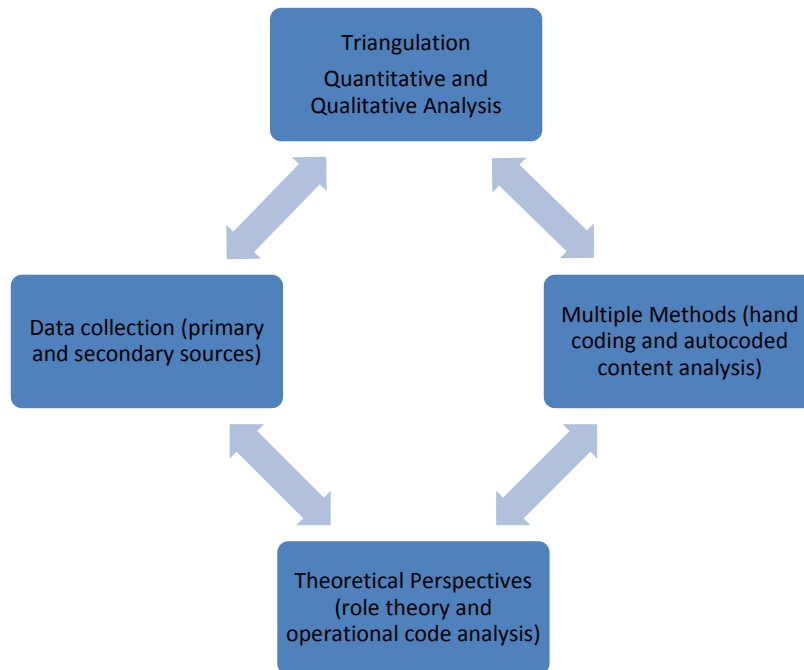 Triangulation
Quantitative and
Qualitative Analysis
Data collection (primary
and secondary sources)
Multiple Methods (hand
coding and autocoded
content analysis)
Theoretical Perspectives
(role theory and
operational code analysis)